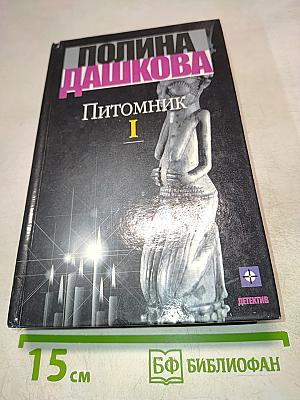 ПОЛИНА
ДАШКОВА
Питомник
I
ДЕТЕКТИВ
15 см
БФ БИБЛИОФАН